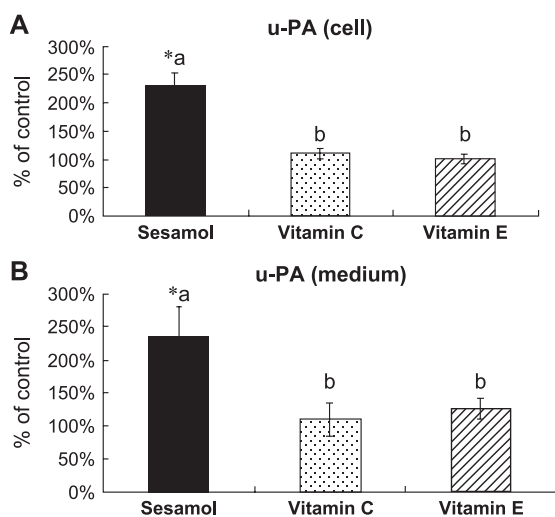 A
u-PA (cell)
% of control
300%
250%
200%
150%
100%
50%
0%
*a
b
b
Sesamol Vitamin C Vitamin E
B
u-PA (medium)
% of control
300%
250%
200%
150%
100%
50%
0%
*a
b
b
Sesamol Vitamin C Vitamin E